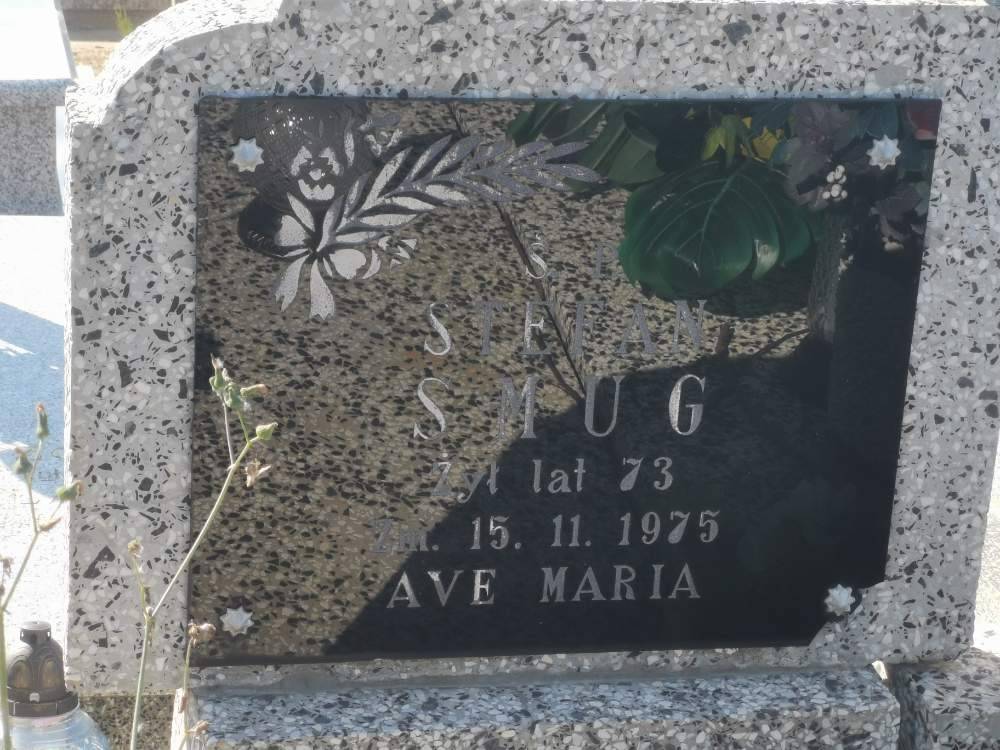 Ś P
STEFAN
SMUG
Żył lat 73
Zm. 15. 11. 1975
AVE MARIA